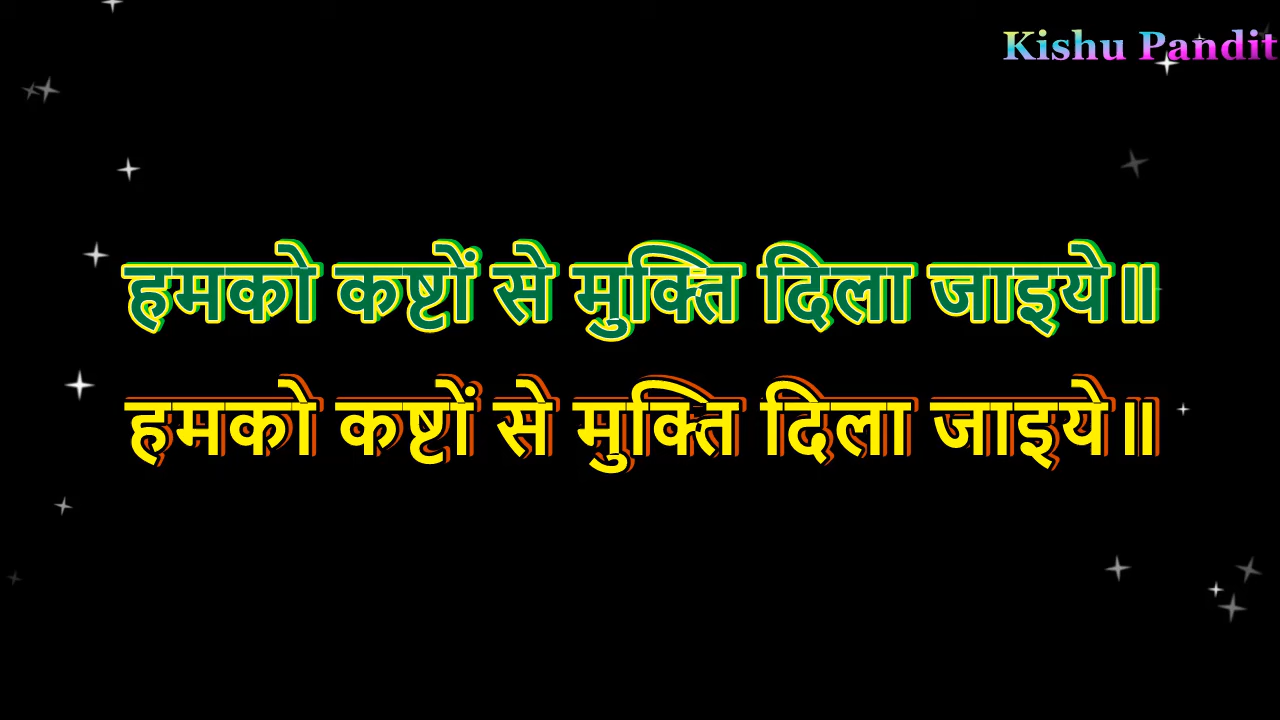 Kishu Pandit
हमको कष्टों से मुक्ति दिला जाइये॥
हमको कष्टों से मुक्ति दिला जाइये॥